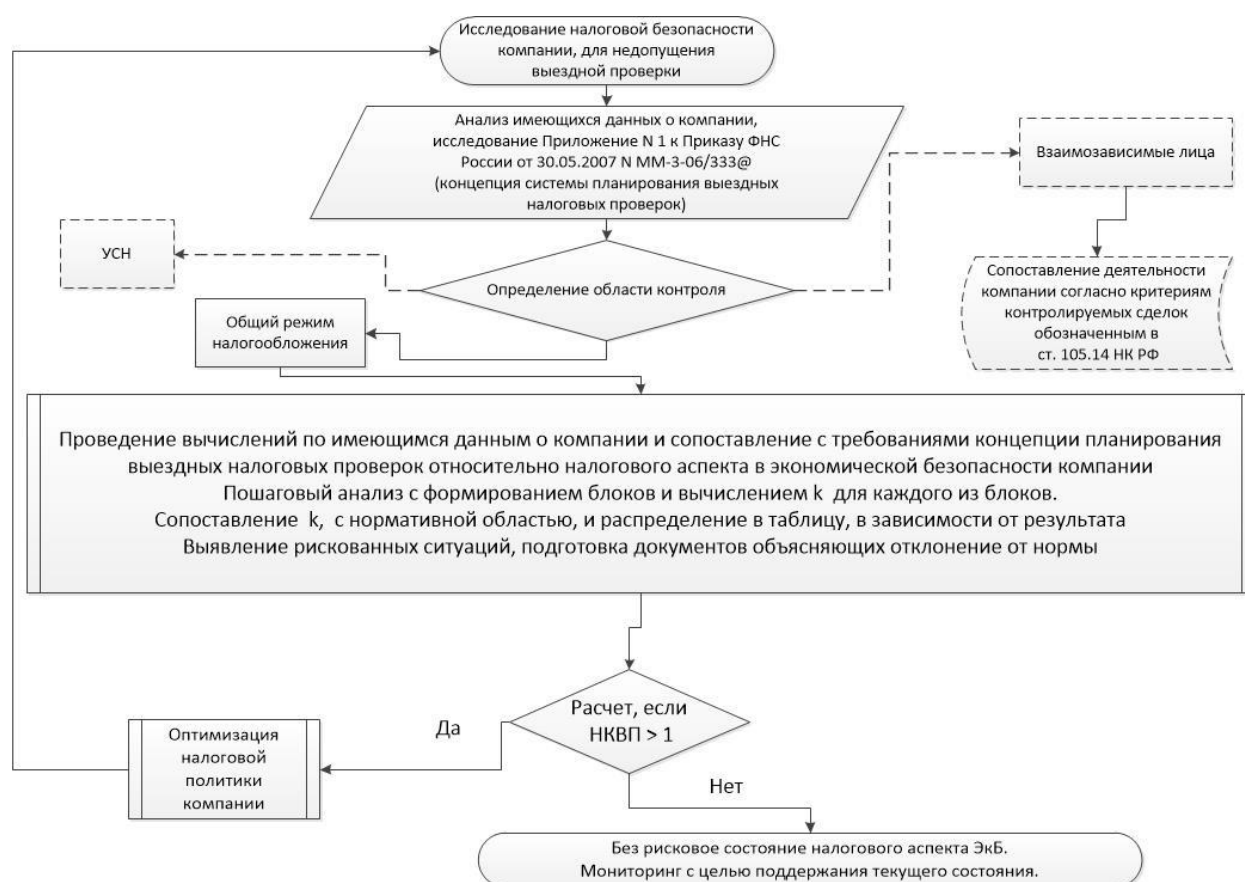 Исследование налоговой безопасности
компании, для недопущения
выездной проверки
Анализ имеющихся данных о компании,
исследование Приложение N 1 к Приказу ФНС
России от 30.05.2007 N ММ-3-06/333@
(концепция системы планирования выездных
налоговых проверок)
Взаимозависимые лица
УСН
Определение области контроля
Сопоставление деятельности
компании согласно критериям
контролируемых сделок
обозначенным в
ст. 105.14 НК РФ
Общий режим
налогообложения
Проведение вычислений по имеющимся данным о компании и сопоставление с требованиями концепции планирования
выездных налоговых проверок относительно налогового аспекта в экономической безопасности компании
Пошаговый анализ с формированием блоков и вычислением k для каждого из блоков.
Сопоставление k, с нормативной областью, и распределение в таблицу, в зависимости от результата
Выявление рискованных ситуаций, подготовка документов объясняющих отклонение от нормы
Расчет, если
НКВП > 1
Да
Оптимизация
налоговой
политики
компании
Нет
Без рисковое состояние налогового аспекта ЭкБ.
Мониторинг с целью поддержания текущего состояния.